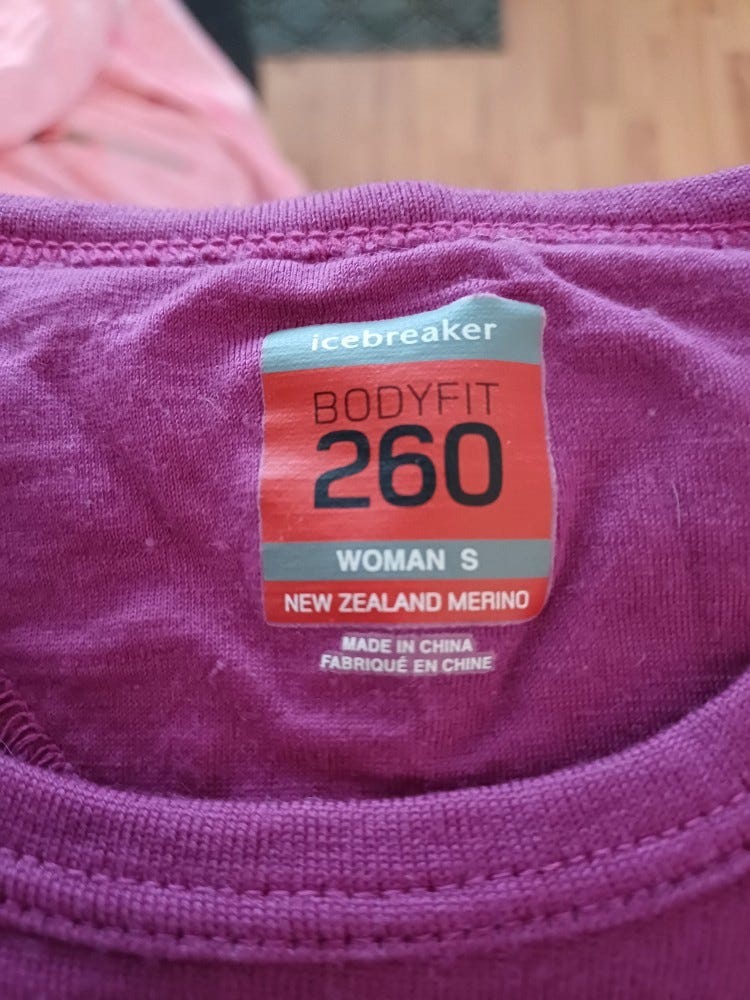 icebreaker
BODYFIT
260
WOMAN S
NEW ZEALAND MERINO
MADE IN CHINA
FABRIQUÉ EN CHINE